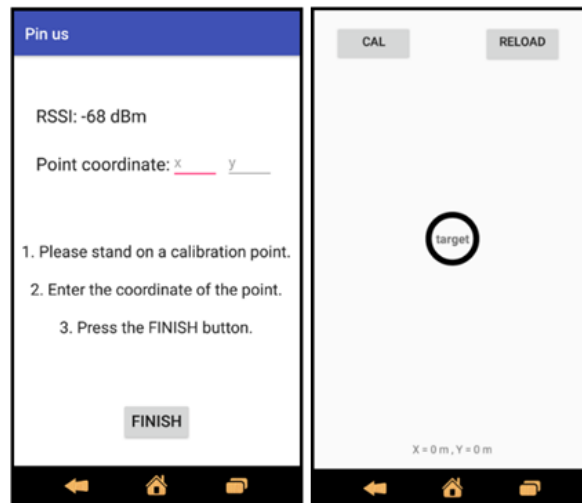 Pin us
RSSI: -68 dBm
Point coordinate: x y
1. Please stand on a calibration point.
2. Enter the coordinate of the point.
3. Press the FINISH button.
FINISH
CAL RELOAD
target
X = 0 m , Y = 0 m